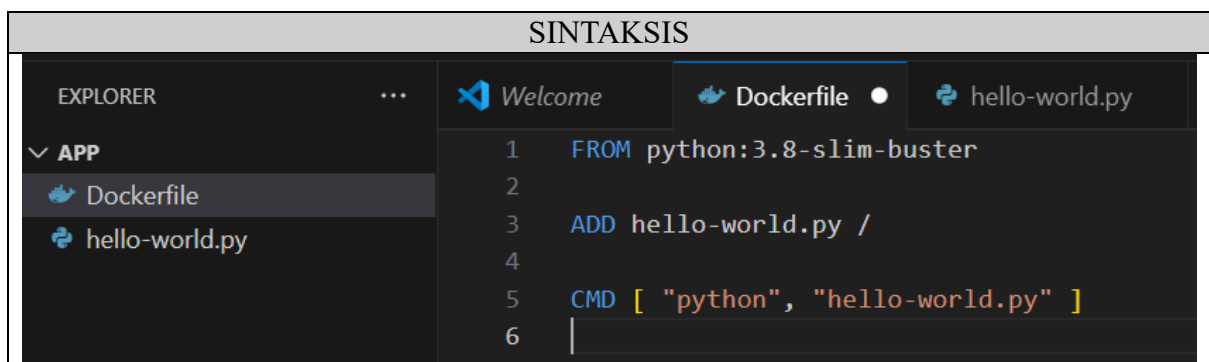 SINTAKSIS
EXPLORER ...
Welcome Dockerfile hello-world.py
APP
Dockerfile
hello-world.py
1 FROM python:3.8-slim-buster
2
3 ADD hello-world.py /
4
5 CMD [ "python", "hello-world.py" ]
6